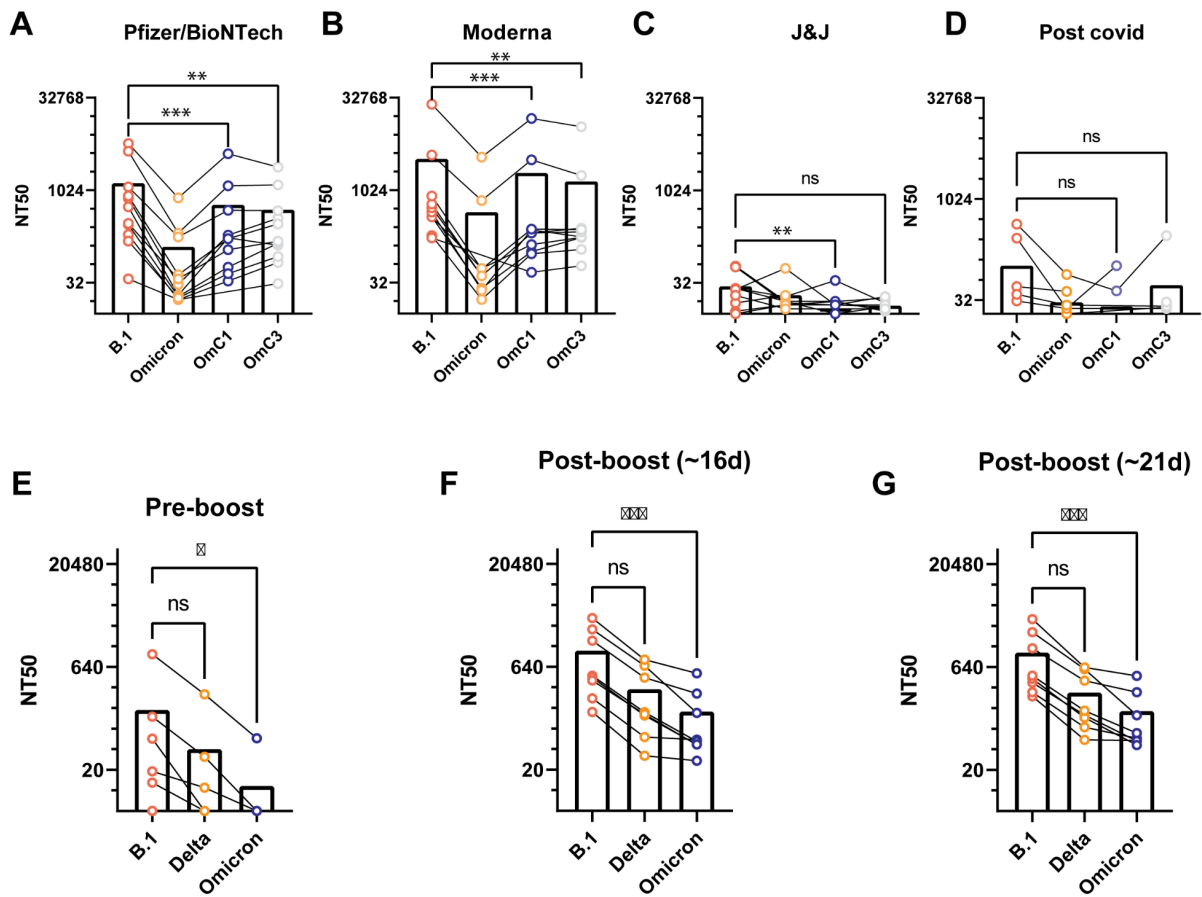 A
Pfizer/BioNTech
**
***
32768
1024
32
NT50
B.1
Omicron
OmC1
OmC3
B
Moderna
**
***
32768
1024
32
NT50
B.1
Omicron
OmC1
OmC3
C
J&J
ns
**
32768
1024
32
NT50
B.1
Omicron
OmC1
OmC3
D
Post covid
ns
ns
32768
1024
32
NT50
B.1
Omicron
OmC1
OmC3
E
Pre-boost
ns
20480
640
20
NT50
B.1
Delta
Omicron
F
Post-boost (~16d)
ns
20480
640
20
NT50
B.1
Delta
Omicron
G
Post-boost (~21d)
ns
20480
640
20
NT50
B.1
Delta
Omicron